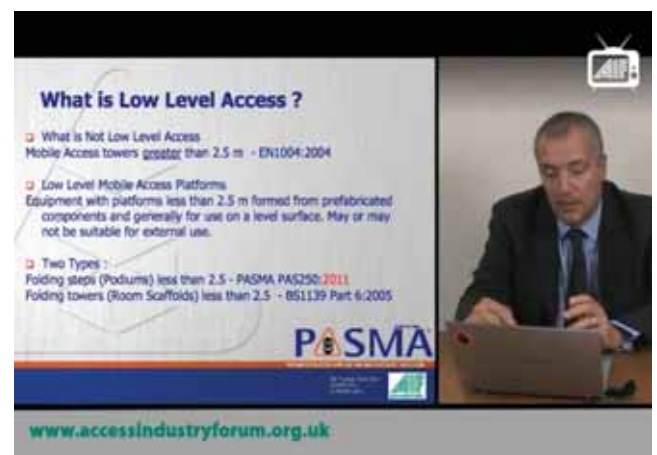 What is Low Level Access ?
What is Not Low Level Access
Mobile Access towers greater than 2.5 m - EN1004:2004
Low Level Mobile Access Platforms
Equipment with platforms less than 2.5 m formed from prefabricated
components and generally for use on a level surface. May or may
not be suitable for external use.
Two Types :
Folding steps (Podiums) less than 2.5 - PASMA PAS250:2011
Folding towers (Room Scaffolds) less than 2.5 - BS1139 Part 6:2005
PASMA
AIF
www.accessindustryforum.org.uk